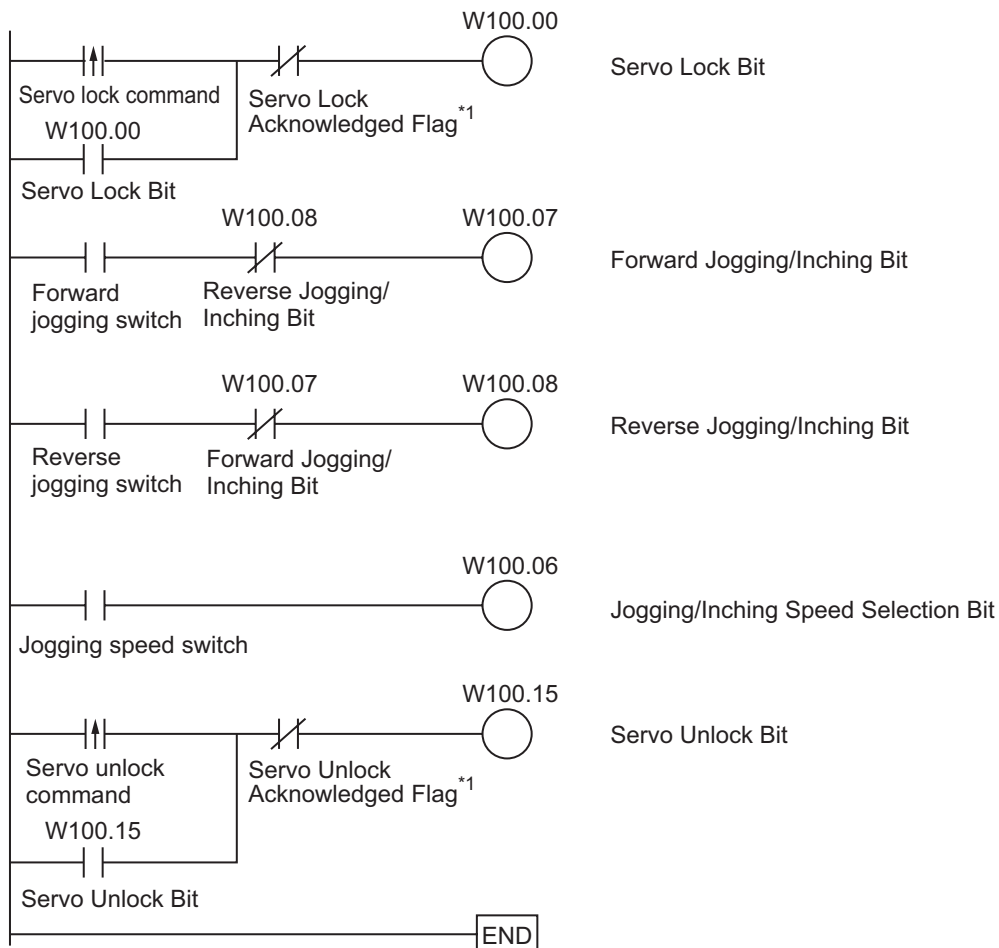 W100.00
Servo Lock Bit
Servo lock command
Servo Lock
Acknowledged Flag*1
W100.00
Servo Lock Bit
W100.08
W100.07
Forward Jogging/Inching Bit
Forward
jogging switch
Reverse Jogging/
Inching Bit
W100.07
W100.08
Reverse Jogging/Inching Bit
Reverse
jogging switch
Forward Jogging/
Inching Bit
W100.06
Jogging/Inching Speed Selection Bit
Jogging speed switch
W100.15
Servo Unlock Bit
Servo unlock
command
Servo Unlock
Acknowledged Flag*1
W100.15
Servo Unlock Bit
END